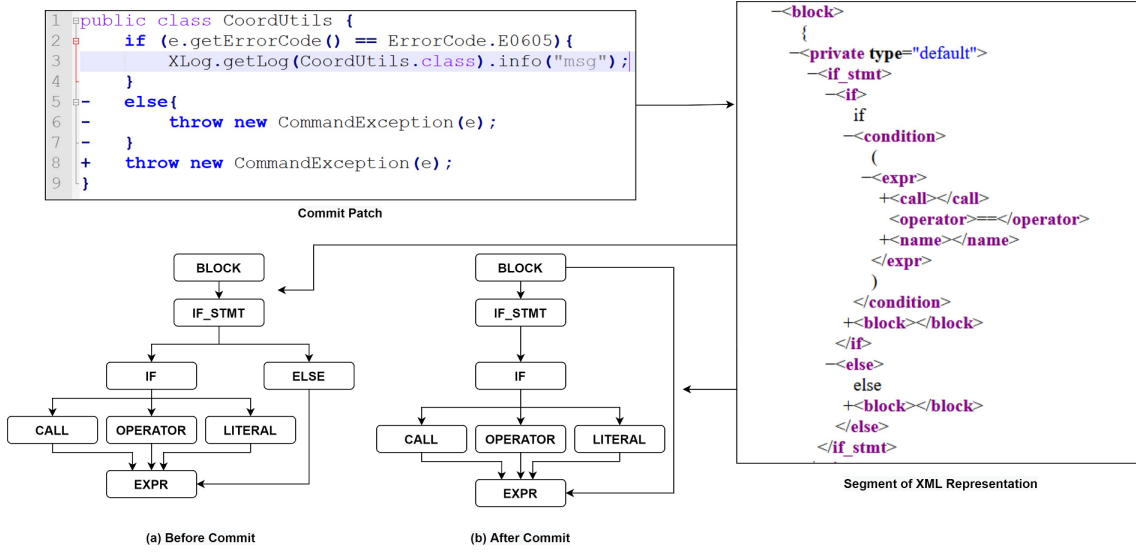 1 public class CoordUtils {
2 if (e.getErrorCode() == ErrorCode.E0605){
3 XLog.getLog(CoordUtils.class).info("msg");
4 }
5 - else{
6 - throw new CommandException(e);
7 - }
8 + throw new CommandException(e);
9 }
Commit Patch
−<block>
{
−<private type="default">
−<if_stmt>
−<if>
if
−<condition>
(
−<expr>
+<call></call>
<operator>==</operator>
+<name></name>
</expr>
)
</condition>
+<block></block>
</if>
−<else>
else
+<block></block>
</else>
</if_stmt>
Segment of XML Representation
BLOCK
IF_STMT
IF
ELSE
CALL
OPERATOR
LITERAL
EXPR
(a) Before Commit
BLOCK
IF_STMT
IF
CALL
OPERATOR
LITERAL
EXPR
(b) After Commit